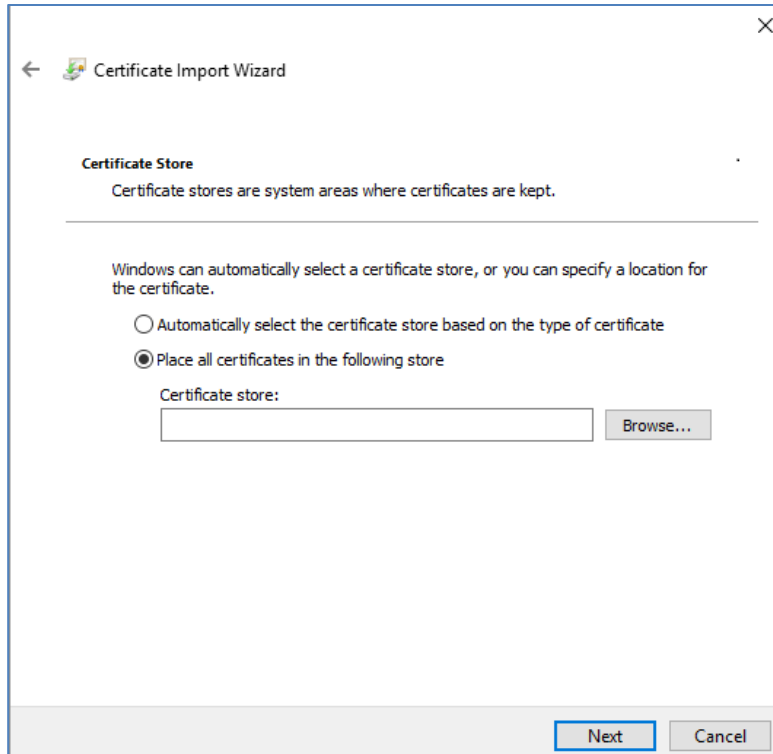 Certificate Import Wizard
Certificate Store
Certificate stores are system areas where certificates are kept.
Windows can automatically select a certificate store, or you can specify a location for
the certificate.
Automatically select the certificate store based on the type of certificate
Place all certificates in the following store
Certificate store:
Browse...
Next
Cancel